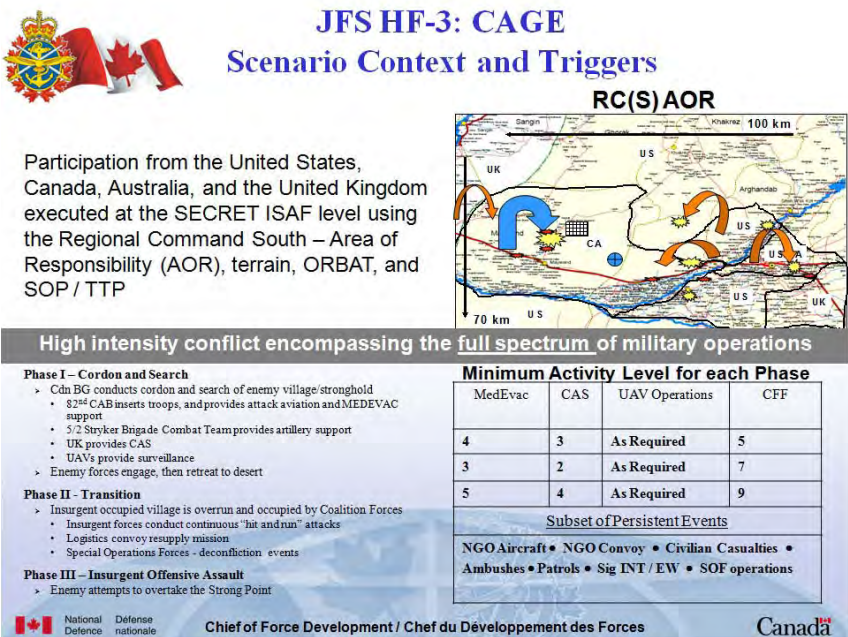 JFS HF-3: CAGE
Scenario Context and Triggers
RC(S) AOR
Participation from the United States,
Canada, Australia, and the United Kingdom
executed at the SECRET ISAF level using
the Regional Command South – Area of
Responsibility (AOR), terrain, ORBAT, and
SOP / TTP
Sangin
Khakrez
100 km
US
UK
Arghandab
US
CA
US
US
UK
70 km
US
High intensity conflict encompassing the full spectrum of military operations
Phase I – Cordon and Search
➢ Cdn BG conducts cordon and search of enemy village/stronghold
• 82nd CAB inserts troops, and provides attack aviation and MEDEVAC
support
• 5/2 Stryker Brigade Combat Team provides artillery support
• UK provides CAS
• UAVs provide surveillance
➢ Enemy forces engage, then retreat to desert
Phase II - Transition
➢ Insurgent occupied village is overrun and occupied by Coalition Forces
• Insurgent forces conduct continuous “hit and run” attacks
• Logistics convoy resupply mission
• Special Operations Forces - deconfliction events
Phase III – Insurgent Offensive Assault
➢ Enemy attempts to overtake the Strong Point
Minimum Activity Level for each Phase
MedEvac CAS UAV Operations CFF
4 3 As Required 5
3 2 As Required 7
5 4 As Required 9
Subset of Persistent Events
NGO Aircraft • NGO Convoy • Civilian Casualties •
Ambushes • Patrols • Sig INT / EW • SOF operations
National Défense
Defence nationale
Chief of Force Development / Chef du Développement des Forces
Canada